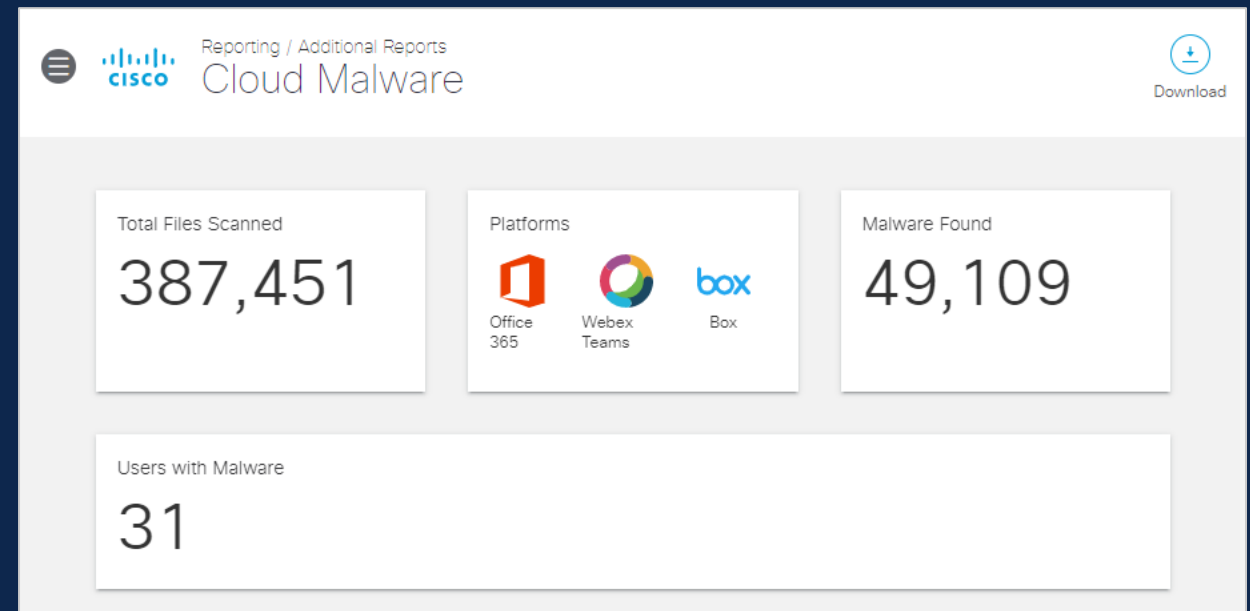 Reporting / Additional Reports
CISCO
Cloud Malware
Download
Total Files Scanned
387,451
Platforms
box
Office
365
Webex
Teams
Box
Malware Found
49,109
Users with Malware
31